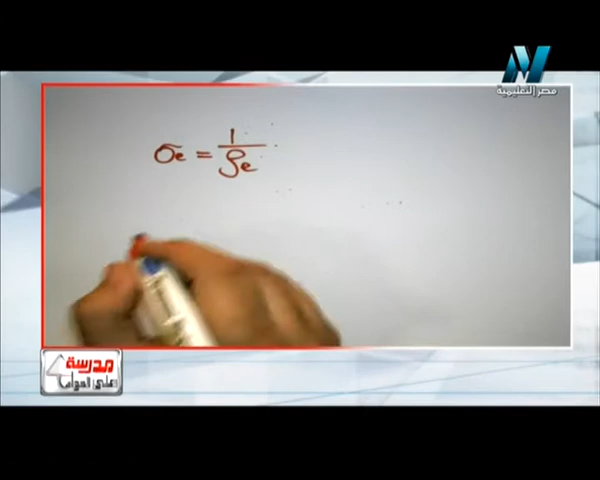 مصر التعليمية
σe = 1/ρe
مدرسة
على الهواء